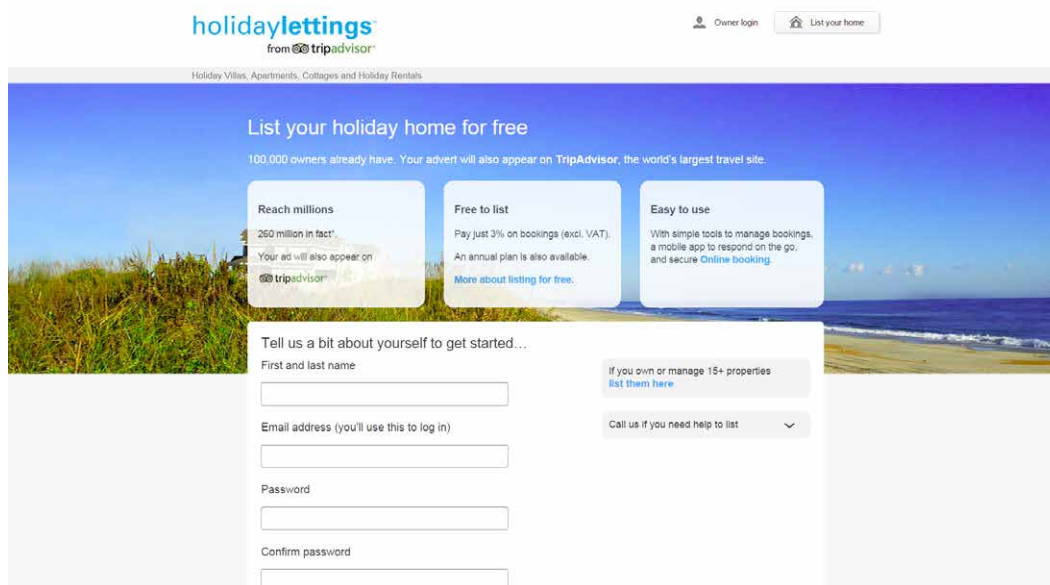 holidaylettings
from tripadvisor
Owner login
List your home
Holiday Villas, Apartments, Cottages and Holiday Rentals
List your holiday home for free
100,000 owners already have. Your advert will also appear on TripAdvisor, the world's largest travel site.
Reach millions
260 million in fact*.
Your ad will also appear on
tripadvisor
Free to list
Pay just 3% on bookings (excl. VAT).
An annual plan is also available.
More about listing for free.
Easy to use
With simple tools to manage bookings,
a mobile app to respond on the go,
and secure Online booking.
Tell us a bit about yourself to get started...
First and last name
Email address (you'll use this to log in)
Password
Confirm password
If you own or manage 15+ properties
list them here
Call us if you need help to list